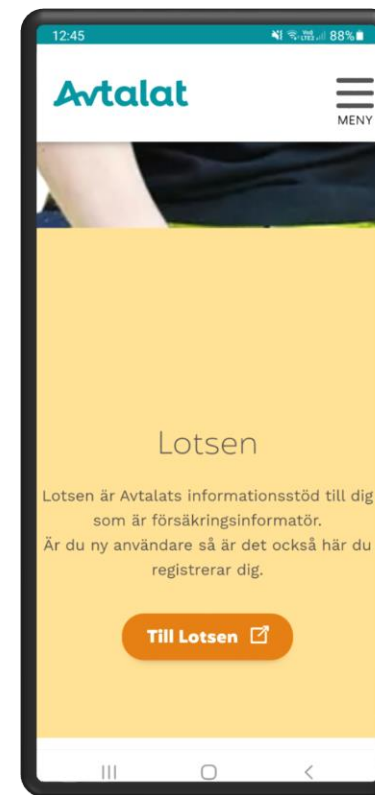 12:45 88%
Avtalat
MENY
Lotsen
Lotsen är Avtalats informationsstöd till dig
som är försäkringsinformatör.
Är du ny användare så är det också här du
registrerar dig.
Till Lotsen